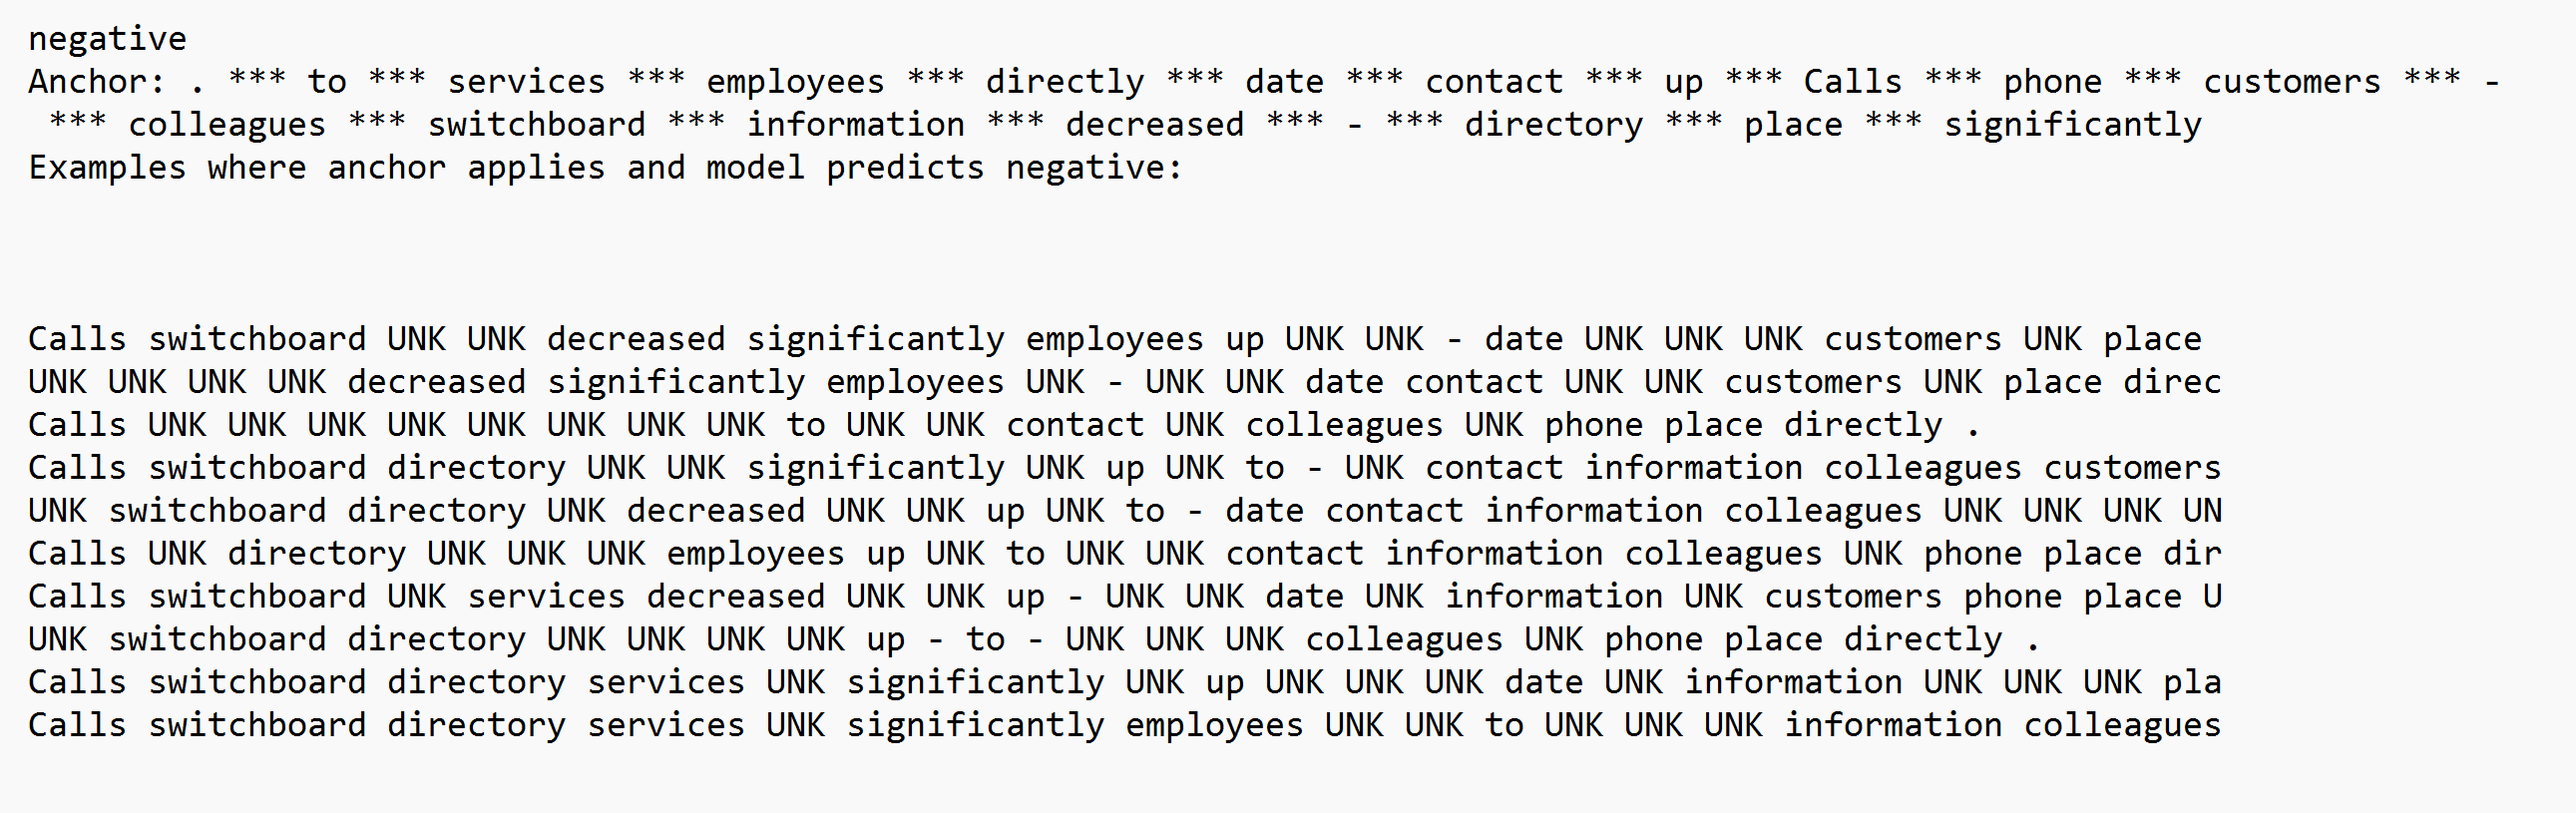 negative
Anchor: . *** to *** services *** employees *** directly *** date *** contact *** up *** Calls *** phone *** customers *** -
*** colleagues *** switchboard *** information *** decreased *** - *** directory *** place *** significantly
Examples where anchor applies and model predicts negative:
Calls switchboard UNK UNK decreased significantly employees up UNK UNK - date UNK UNK UNK customers UNK place
UNK UNK UNK UNK decreased significantly employees UNK - UNK UNK date contact UNK UNK customers UNK place direc
Calls UNK UNK UNK UNK UNK UNK UNK UNK to UNK UNK contact UNK colleagues UNK phone place directly .
Calls switchboard directory UNK UNK significantly UNK up UNK to - UNK contact information colleagues customers
UNK switchboard directory UNK decreased UNK UNK up UNK to - date contact information colleagues UNK UNK UNK UN
Calls UNK directory UNK UNK UNK employees up UNK to UNK UNK contact information colleagues UNK phone place dir
Calls switchboard UNK services decreased UNK UNK up - UNK UNK date UNK information UNK customers phone place U
UNK switchboard directory UNK UNK UNK UNK up - to - UNK UNK UNK colleagues UNK phone place directly .
Calls switchboard directory services UNK significantly UNK up UNK UNK UNK date UNK information UNK UNK UNK pla
Calls switchboard directory services UNK significantly employees UNK UNK to UNK UNK UNK information colleagues